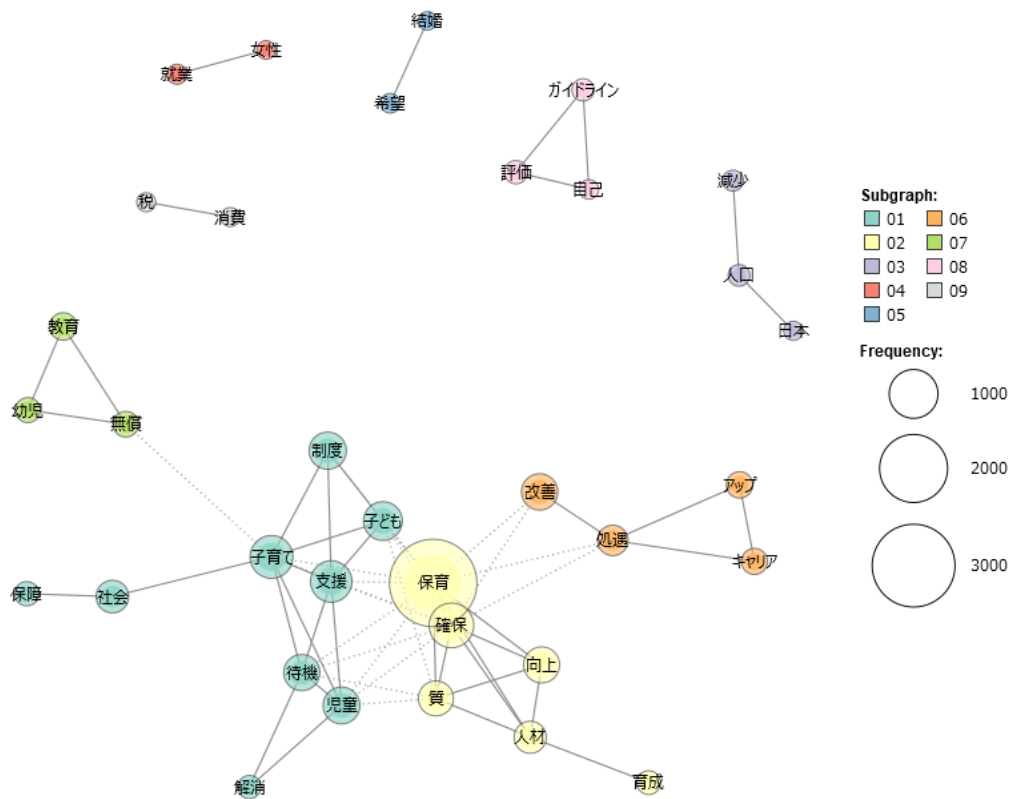 結婚
女性
就業
希望
ガイドライン
評価
自己
減少
税
消費
人口
日本
教育
幼児
無償
制度
子ども
子育て
支援
保育
確保
保障
社会
待機
児童
質
向上
人材
育成
解消
改善
処遇
アップ
キャリア
Subgraph:
01
02
03
04
05
06
07
08
09
Frequency:
1000
2000
3000